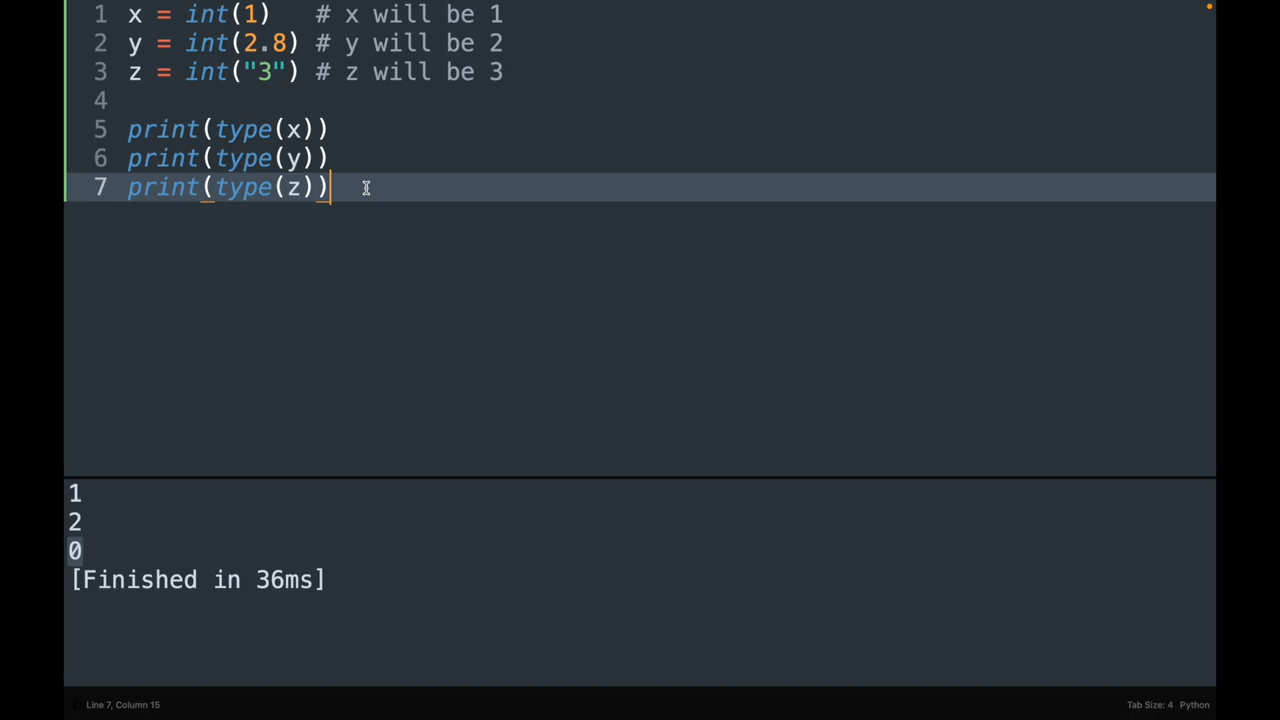 1 x = int(1)   # x will be 1
2 y = int(2.8) # y will be 2
3 z = int("3") # z will be 3
4
5 print(type(x))
6 print(type(y))
7 print(type(z))
1
2
0
[Finished in 36ms]
Line 7, Column 15
Tab Size: 4 Python